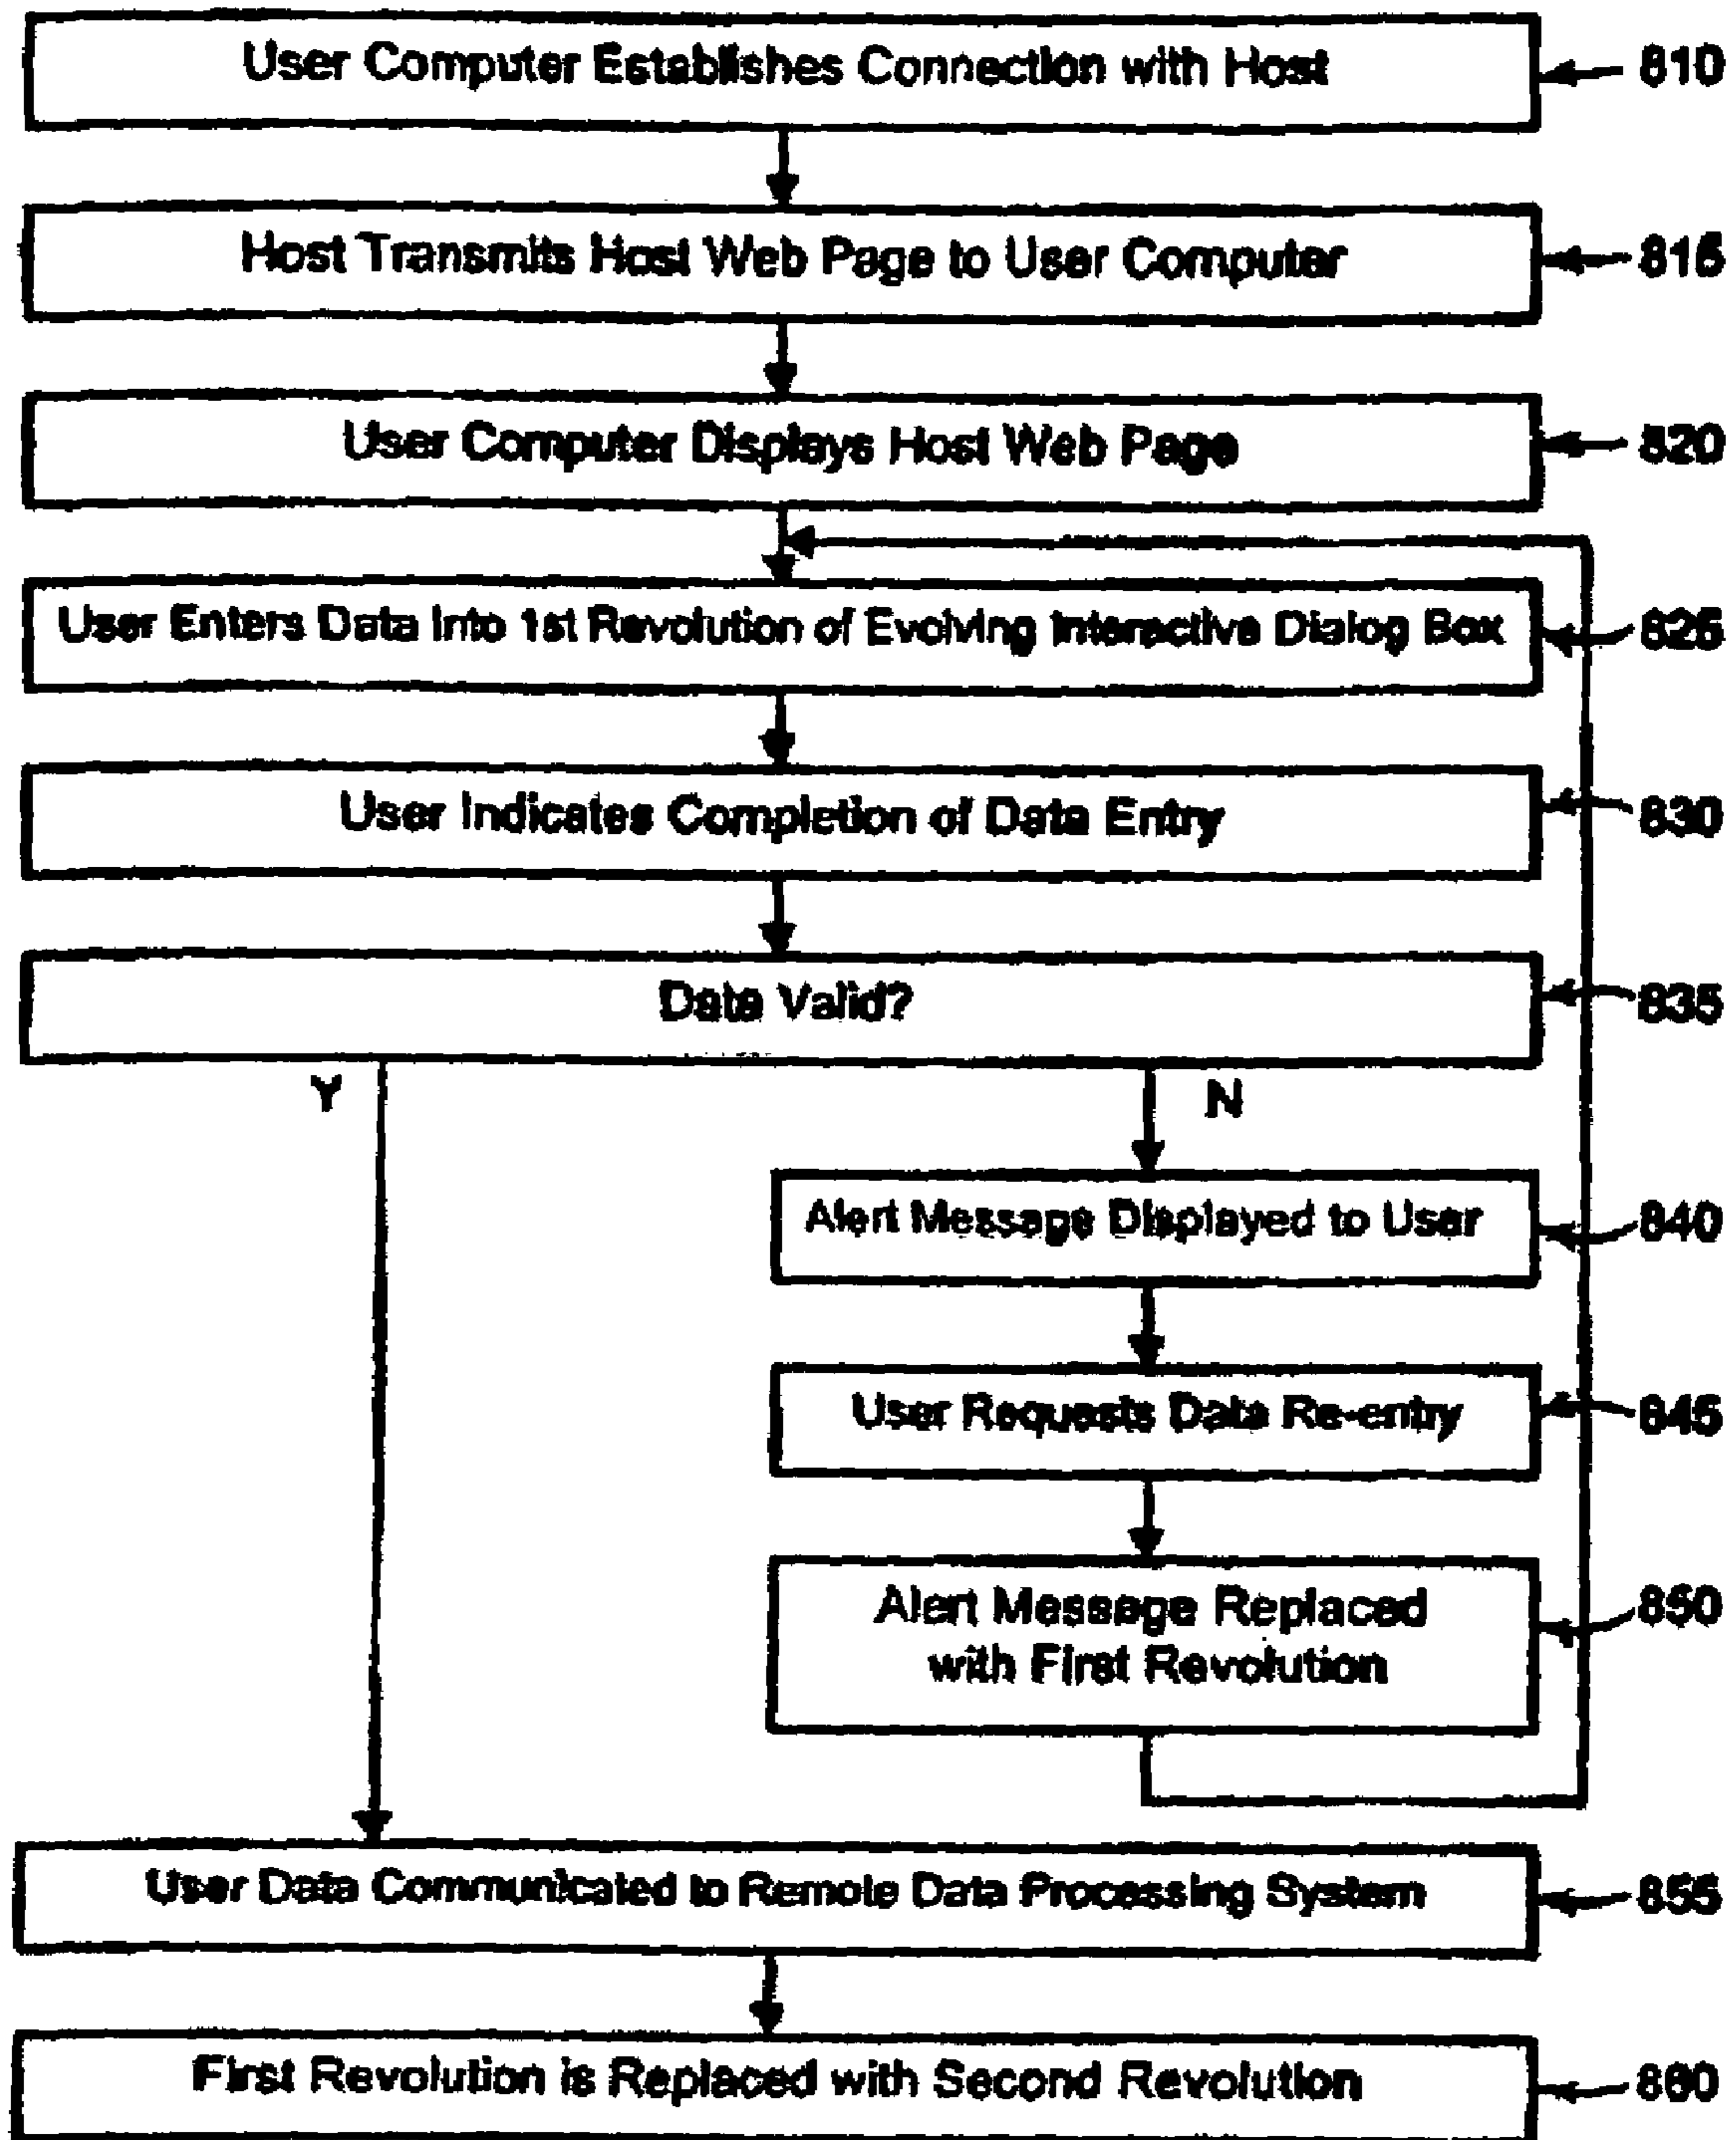 User Computer Establishes Connection with Host
810
Host Transmits Host Web Page to User Computer
815
User Computer Displays Host Web Page
820
User Enters Data Into 1st Revolution of Evolving Interactive Dialog Box
825
User Indicates Completion of Data Entry
830
Data Valid?
835
Y
N
Alert Message Displayed to User
840
User Requests Data Re-entry
845
Alert Message Replaced
with First Revolution
850
User Data Communicated to Remote Data Processing System
855
First Revolution is Replaced with Second Revolution
860